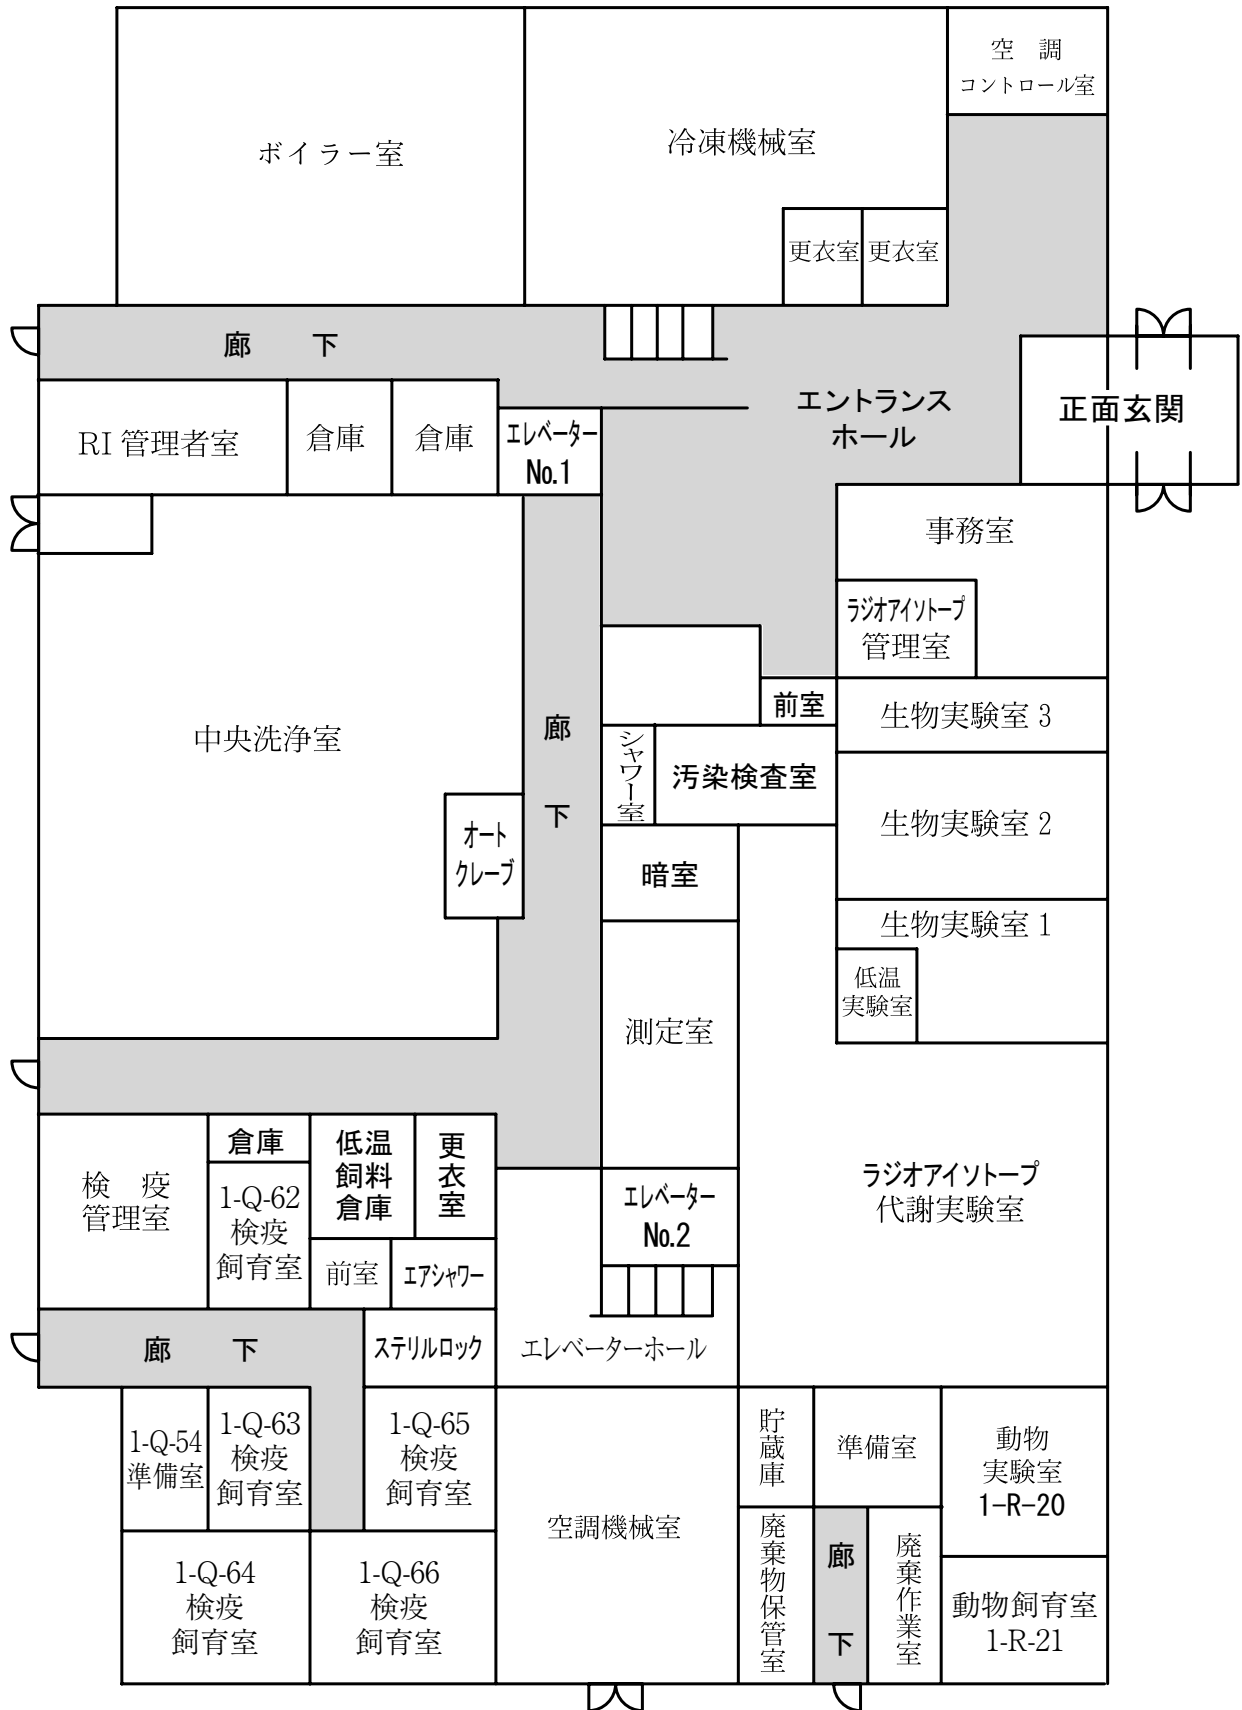 空　調
コントロール室
ボイラー室
冷凍機械室
更衣室
更衣室
廊　下
エントランス
ホール
正面玄関
RI 管理者室
倉庫
倉庫
エレベーター
No.1
事務室
ラジオアイソトープ
管理室
中央洗浄室
廊
下
前室
生物実験室 3
シャワー室
汚染検査室
オート
クレーブ
暗室
生物実験室 2
生物実験室 1
低温
実験室
測定室
検　疫
管理室
倉庫
1-Q-62
検疫
飼育室
低温
飼料
倉庫
更
衣
室
前室
エアシャワー
エレベーター
No.2
ラジオアイソトープ
代謝実験室
廊　下
ステリルロック
エレベーターホール
1-Q-54
準備室
1-Q-63
検疫
飼育室
1-Q-65
検疫
飼育室
空調機械室
貯蔵庫
準備室
動物
実験室
1-R-20
1-Q-64
検疫
飼育室
1-Q-66
検疫
飼育室
廃棄物保管室
廊
下
廃棄作業室
動物飼育室
1-R-21